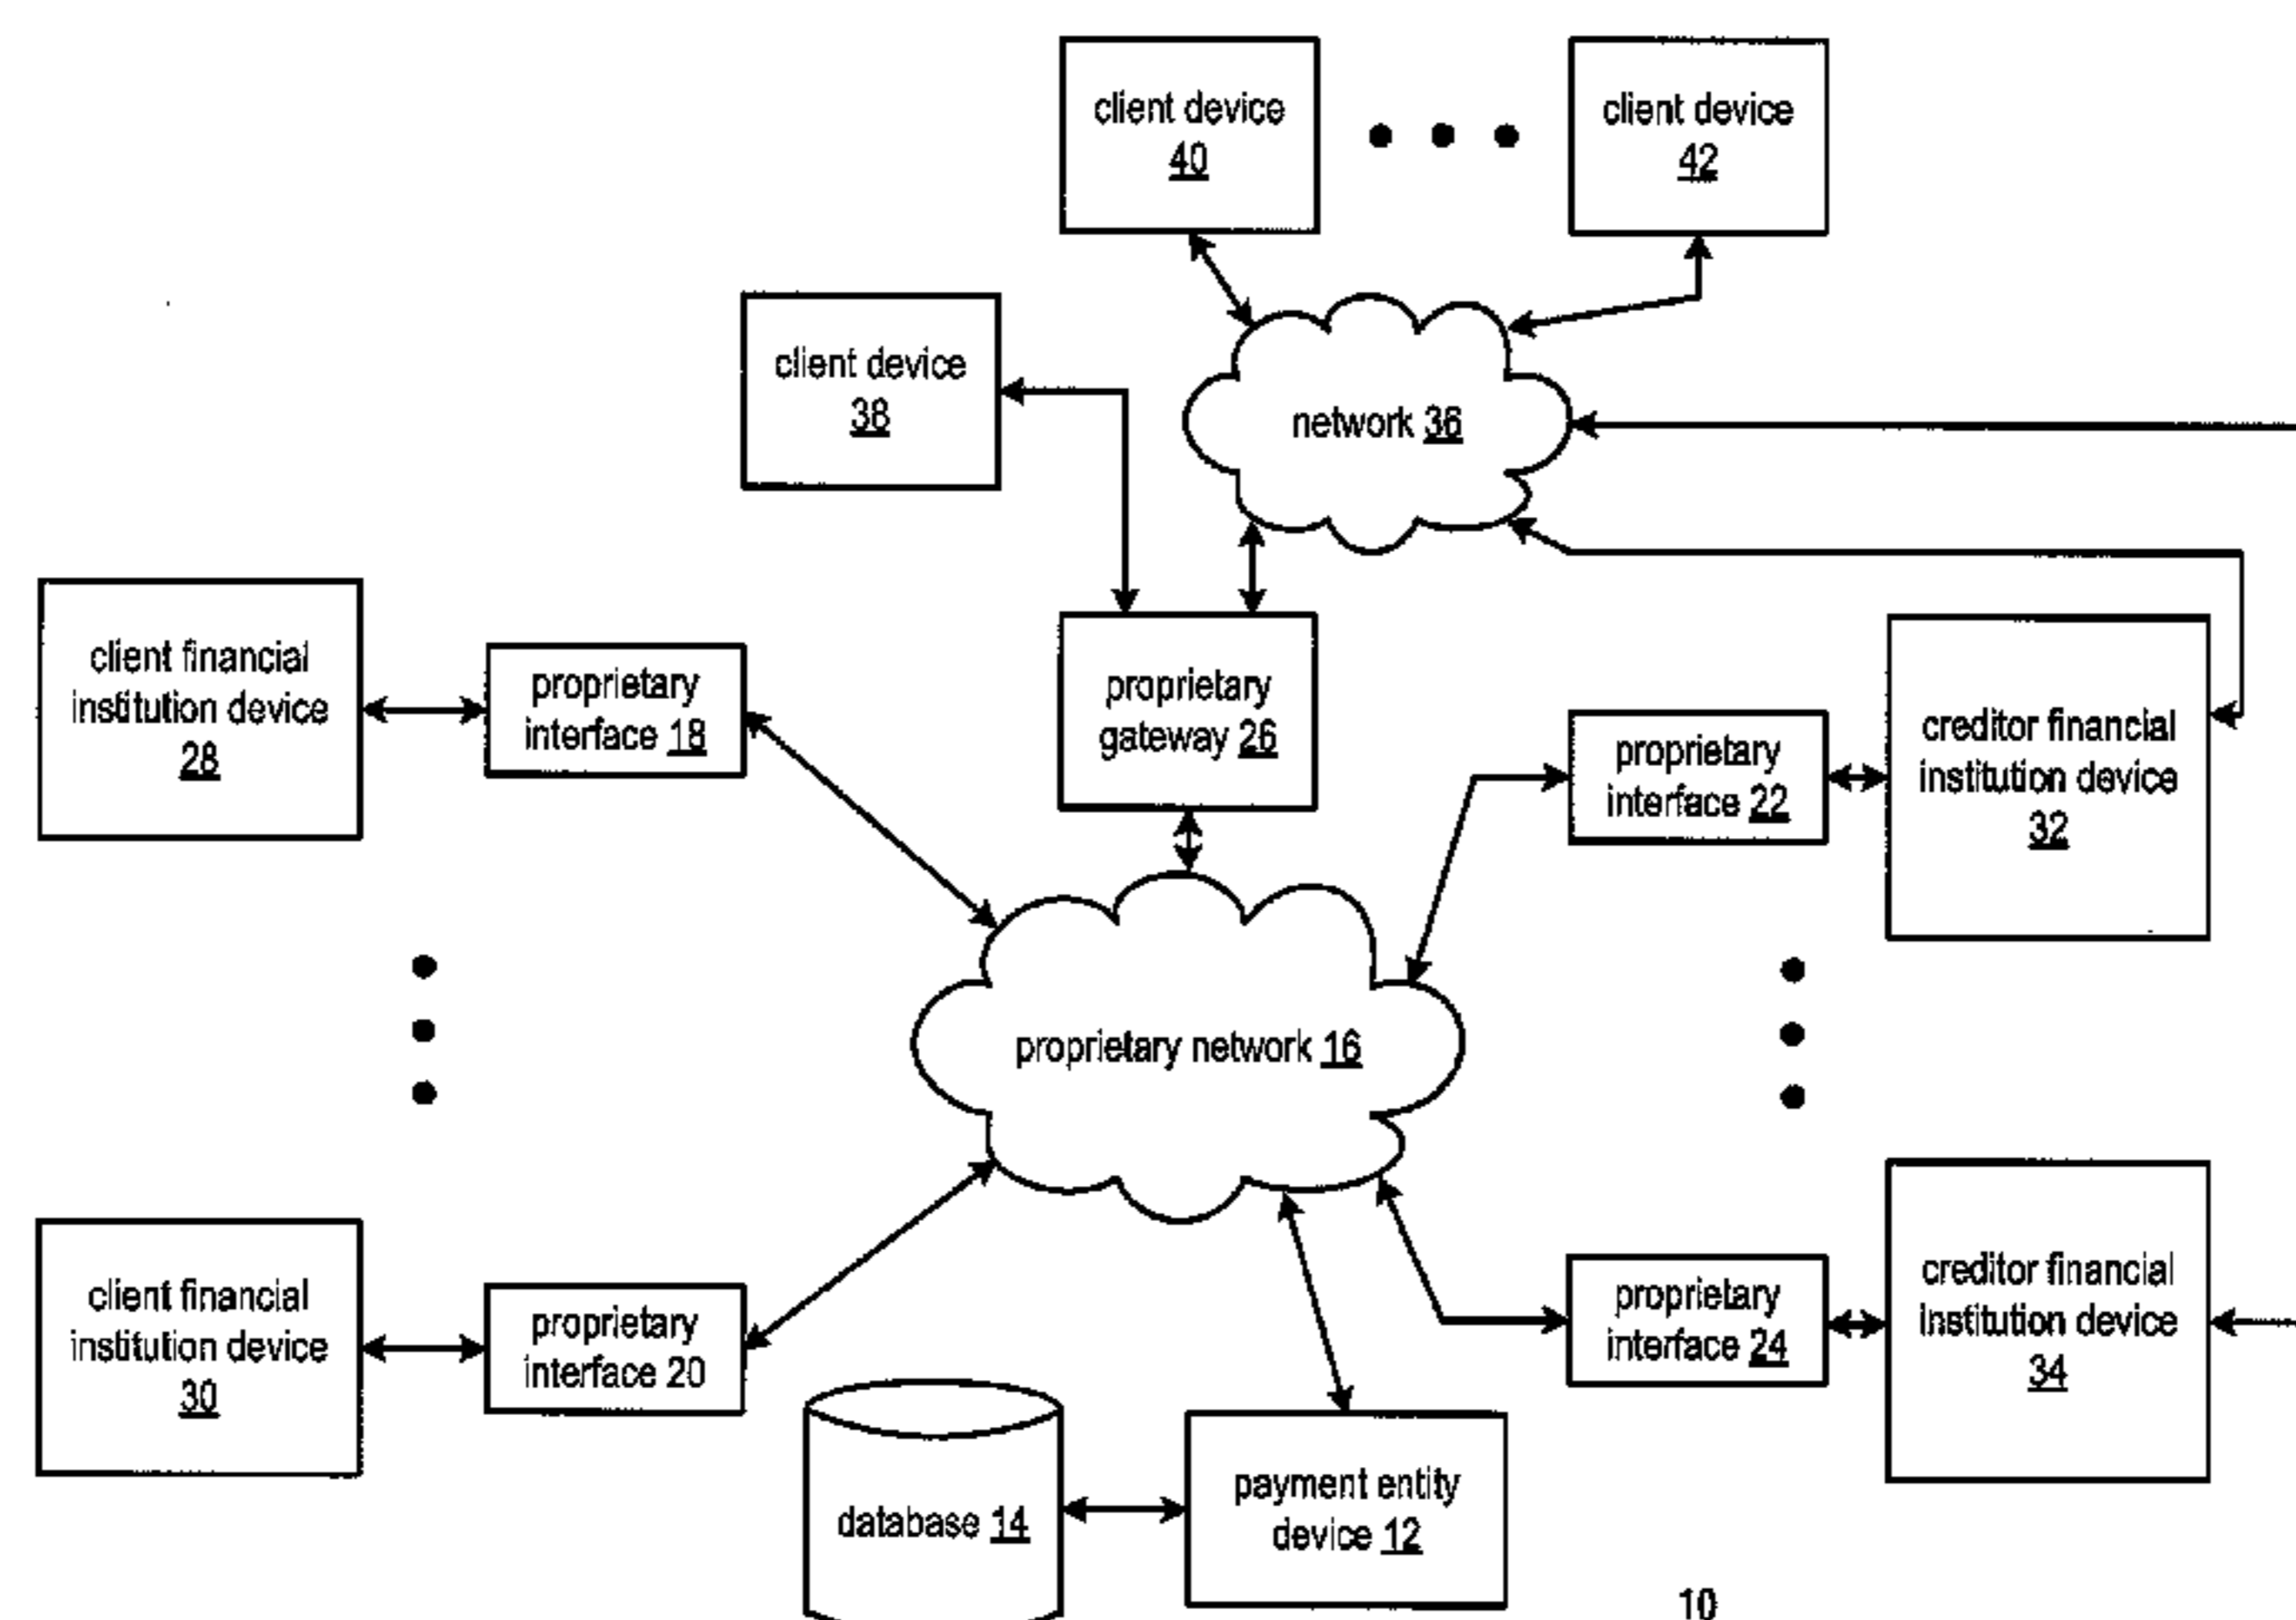 client device
40
client device
42
client device
38
network 36
client financial
institution device
28
proprietary
interface 18
proprietary
gateway 26
proprietary
interface 22
creditor financial
institution device
32
proprietary network 16
client financial
institution device
30
proprietary
interface 20
proprietary
interface 24
creditor financial
institution device
34
database 14
payment entity
device 12
10